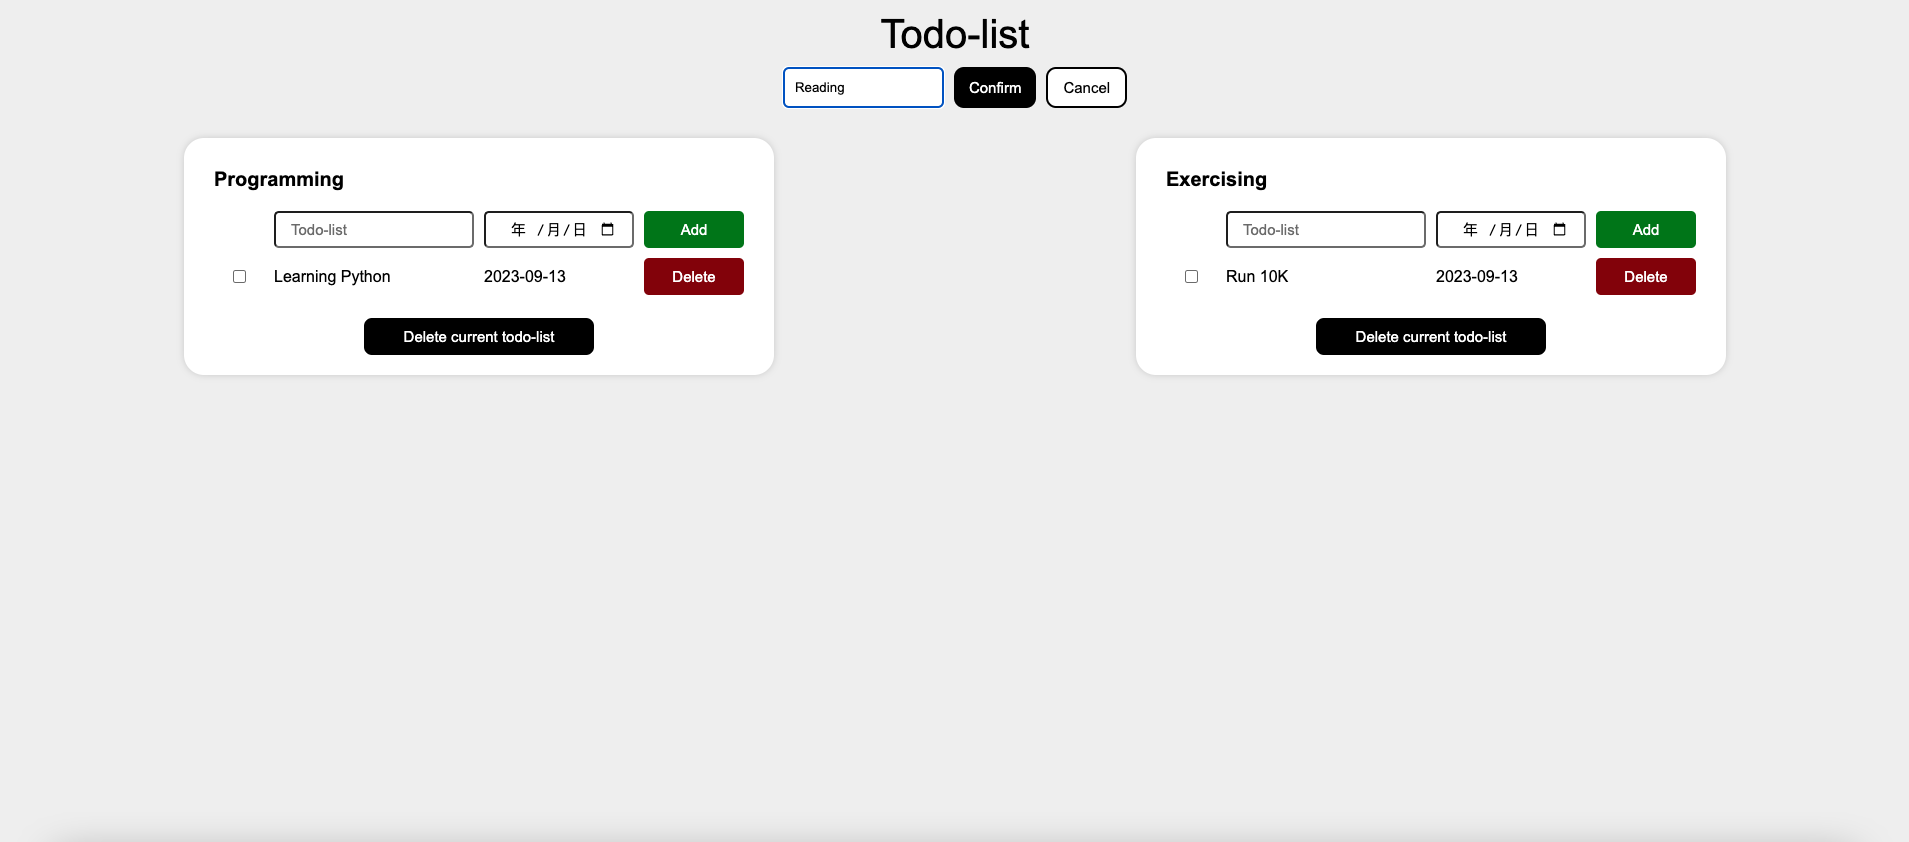 Todo-list
Reading Confirm Cancel
Programming
Todo-list 年 /月/日 Add
Learning Python 2023-09-13 Delete
Delete current todo-list
Exercising
Todo-list 年 /月/日 Add
Run 10K 2023-09-13 Delete
Delete current todo-list